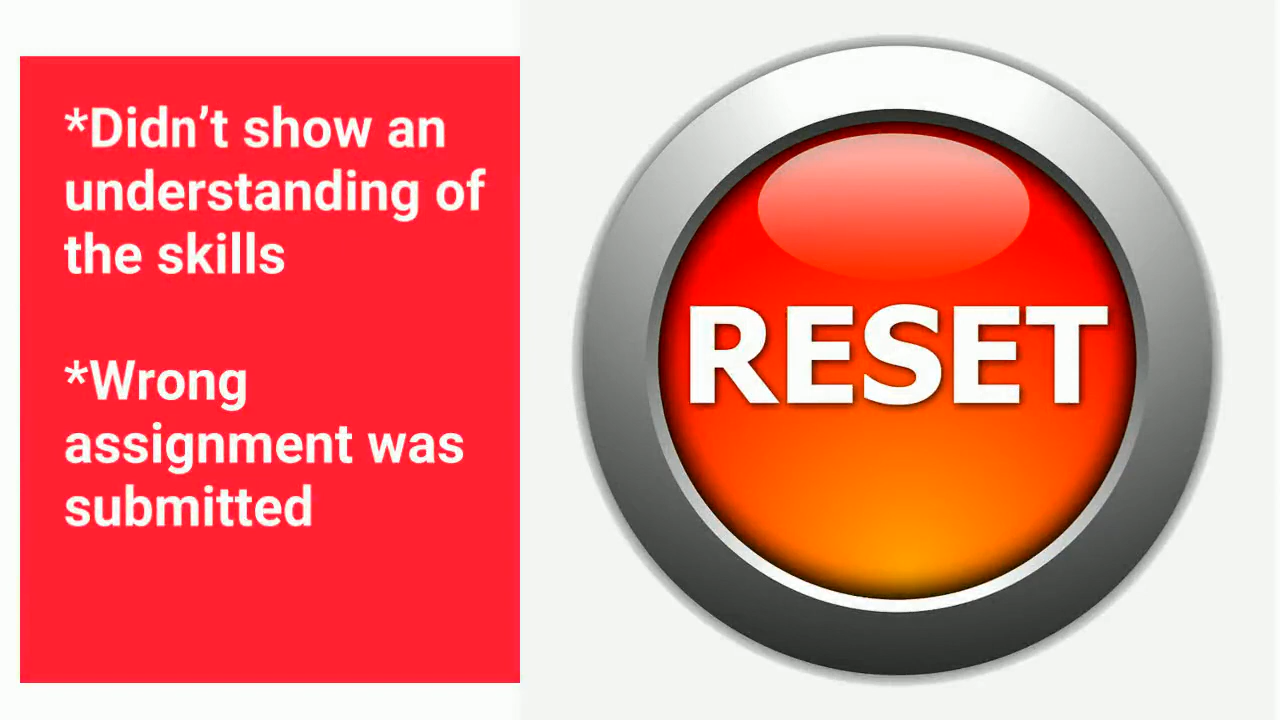 *Didn’t show an
understanding of
the skills
*Wrong
assignment was
submitted
RESET